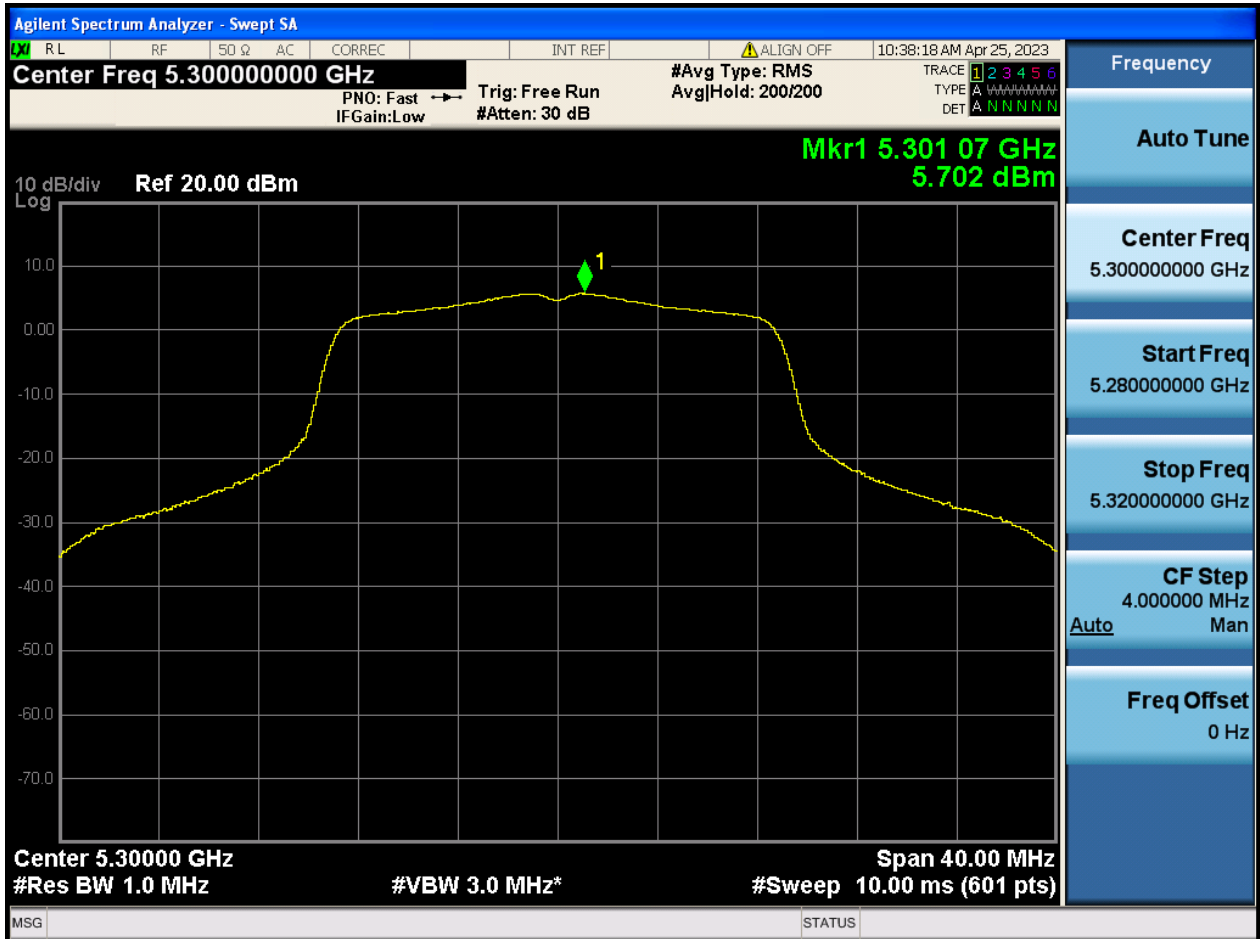 Agilent Spectrum Analyzer - Swept SA
LXI RL RF 50 Ω AC CORREC INT REF ALIGN OFF 10:38:18 AM Apr 25, 2023
Center Freq 5.300000000 GHz
PNO: Fast
IFGain:Low
Trig: Free Run
#Atten: 30 dB
#Avg Type: RMS
Avg|Hold: 200/200
TRACE 1 2 3 4 5 6
TYPE A WWWWW
DET A N N N N N
Mkr1 5.301 07 GHz
5.702 dBm
10 dB/div Ref 20.00 dBm
Log
1
10.0
0.00
-10.0
-20.0
-30.0
-40.0
-50.0
-60.0
-70.0
Center 5.30000 GHz Span 40.00 MHz
#Res BW 1.0 MHz #VBW 3.0 MHz* #Sweep 10.00 ms (601 pts)
MSG STATUS
Frequency
Auto Tune
Center Freq
5.300000000 GHz
Start Freq
5.280000000 GHz
Stop Freq
5.320000000 GHz
CF Step
4.000000 MHz
Auto Man
Freq Offset
0 Hz